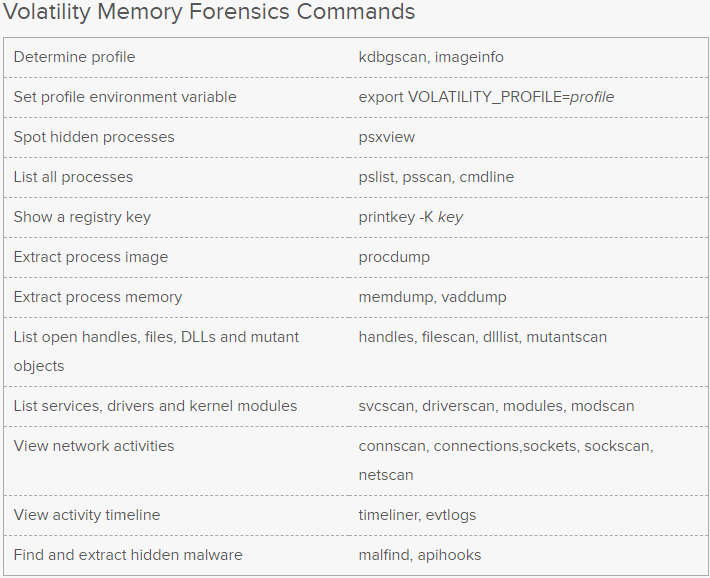 Volatility Memory Forensics Commands
Determine profile kdbgscan, imageinfo
Set profile environment variable export VOLATILITY_PROFILE=profile
Spot hidden processes psxview
List all processes pslist, psscan, cmdline
Show a registry key printkey -K key
Extract process image procdump
Extract process memory memdump, vaddump
List open handles, files, DLLs and mutant handles, filescan, dlllist, mutantscan
objects
List services, drivers and kernel modules svcscan, driverscan, modules, modscan
View network activities connscan, connections,sockets, sockscan,
netscan
View activity timeline timeliner, evtlogs
Find and extract hidden malware malfind, apihooks